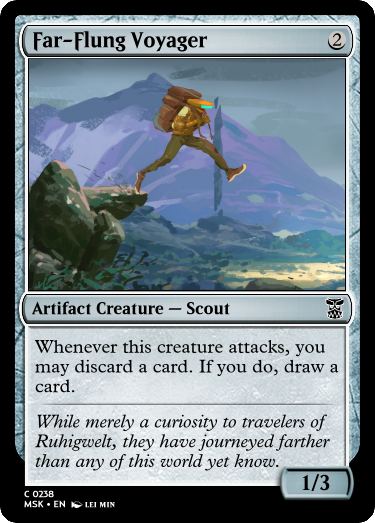 Far-Flung Voyager
2
Artifact Creature — Scout
Whenever this creature attacks, you
may discard a card. If you do, draw a
card.
While merely a curiosity to travelers of
Ruhigwelt, they have journeyed farther
than any of this world yet know.
1/3
C 0238
MSK • EN LEI MIN